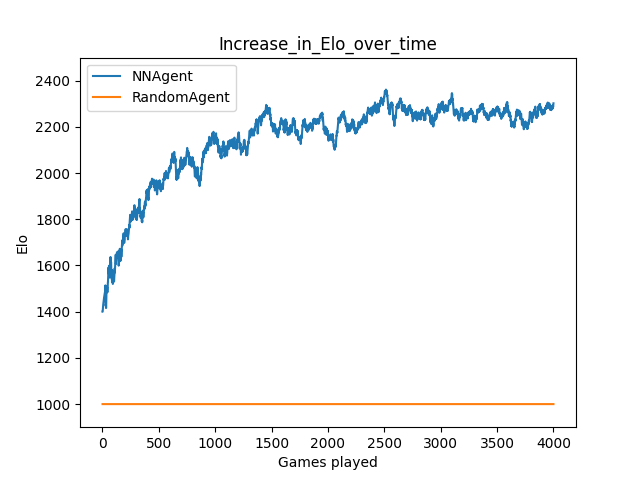 Increase_in_Elo_over_time
NNAgent
RandomAgent
2400
2200
2000
1800
1600
1400
1200
1000
Elo
0 500 1000 1500 2000 2500 3000 3500 4000
Games played